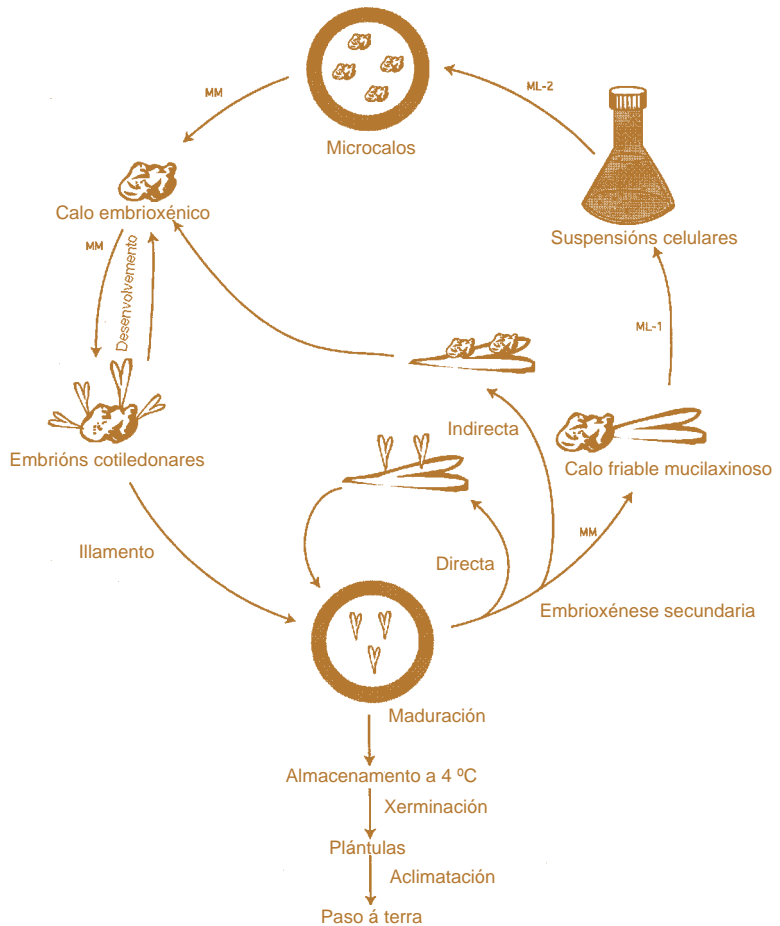 MM
ML-2
Microcalos
Calo embrioxénico
Suspensións celulares
MM
Desenvolvemento
ML-1
Indirecta
Embrións cotiledonares
Calo friable mucilaxinoso
Illamento
MM
Directa
Embrioxénese secundaria
Maduración
Almacenamento a 4 ºC
Xerminación
Plántulas
Aclimatación
Paso á terra